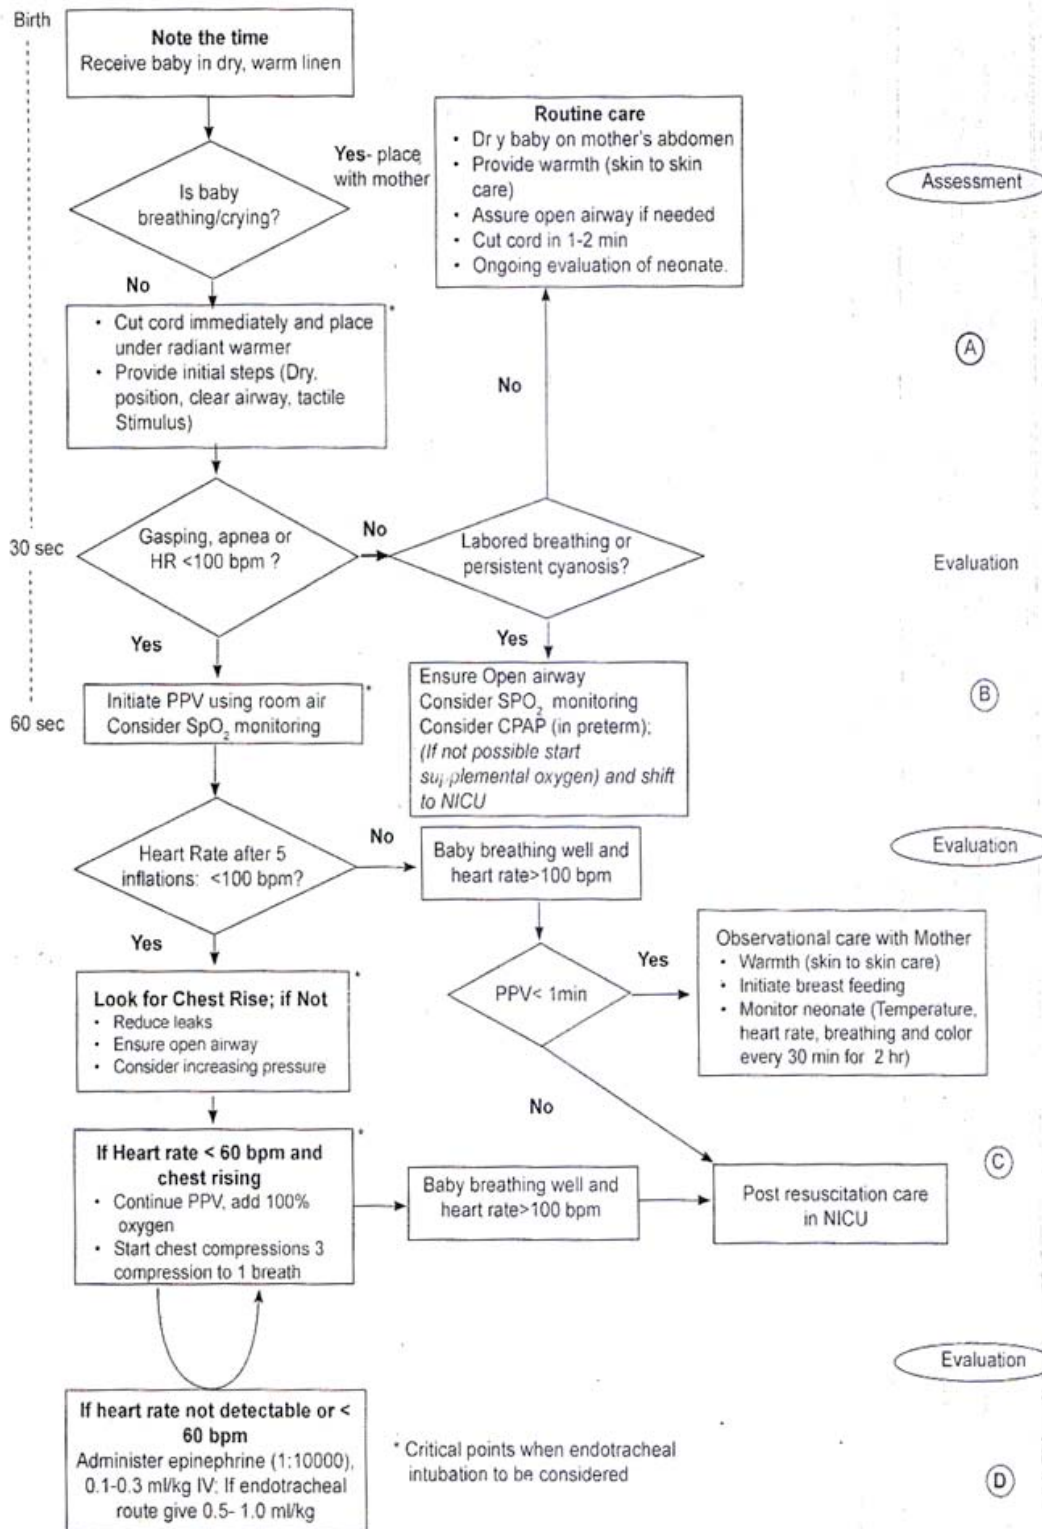 Birth
Note the time
Receive baby in dry, warm linen
Is baby
breathing/crying?
Yes- place
with mother
Routine care
• Dr y baby on mother's abdomen
• Provide warmth (skin to skin
care)
• Assure open airway if needed
• Cut cord in 1-2 min
• Ongoing evaluation of neonate.
Assessment
No
• Cut cord immediately and place
under radiant warmer
• Provide initial steps (Dry,
position, clear airway, tactile
Stimulus)
*
A
No
30 sec
Gasping, apnea or
HR <100 bpm ?
No
Labored breathing or
persistent cyanosis?
Evaluation
Yes
Yes
60 sec
Initiate PPV using room air
Consider SpO₂ monitoring
*
Ensure Open airway
Consider SPO₂ monitoring
Consider CPAP (in preterm);
(If not possible start
supplemental oxygen) and shift
to NICU
B
Heart Rate after 5
inflations: <100 bpm?
No
Baby breathing well and
heart rate>100 bpm
Evaluation
Yes
Look for Chest Rise; if Not
• Reduce leaks
• Ensure open airway
• Consider increasing pressure
*
PPV< 1min
Yes
Observational care with Mother
• Warmth (skin to skin care)
• Initiate breast feeding
• Monitor neonate (Temperature,
heart rate, breathing and color
every 30 min for 2 hr)
No
If Heart rate < 60 bpm and
chest rising
• Continue PPV, add 100%
oxygen
• Start chest compressions 3
compression to 1 breath
*
Baby breathing well and
heart rate>100 bpm
Post resuscitation care
in NICU
C
Evaluation
If heart rate not detectable or <
60 bpm
Administer epinephrine (1:10000),
0.1-0.3 ml/kg IV; If endotracheal
route give 0.5- 1.0 ml/kg
* Critical points when endotracheal
intubation to be considered
D